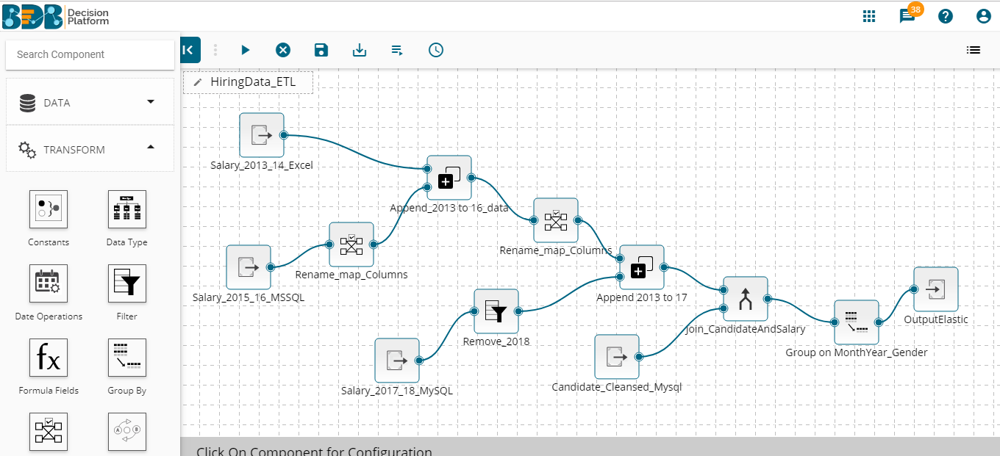 BDB Decision
Platform
38
Search Component
DATA
TRANSFORM
Constants
Data Type
Date Operations
Filter
fx
Formula Fields
Group By
A B
HiringData_ETL
Salary_2013_14_Excel
Append_2013 to 16_data
Rename_map_Columns
Rename_map_Columns
Salary_2015_16_MSSQL
Append 2013 to 17
Remove_2018
Join_CandidateAndSalary
OutputElastic
Group on MonthYear_Gender
Salary_2017_18_MySQL
Candidate_Cleansed_Mysql
Click On Component for Configuration